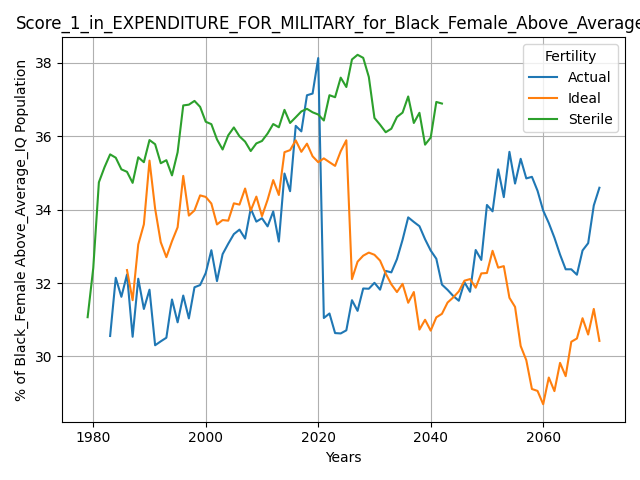 Score_1_in_EXPENDITURE_FOR_MILITARY_for_Black_Female_Above_Average
% of Black_Female Above_Average_IQ Population
38
36
34
32
30
1980
2000
2020
2040
2060
Years
Fertility
Actual
Ideal
Sterile